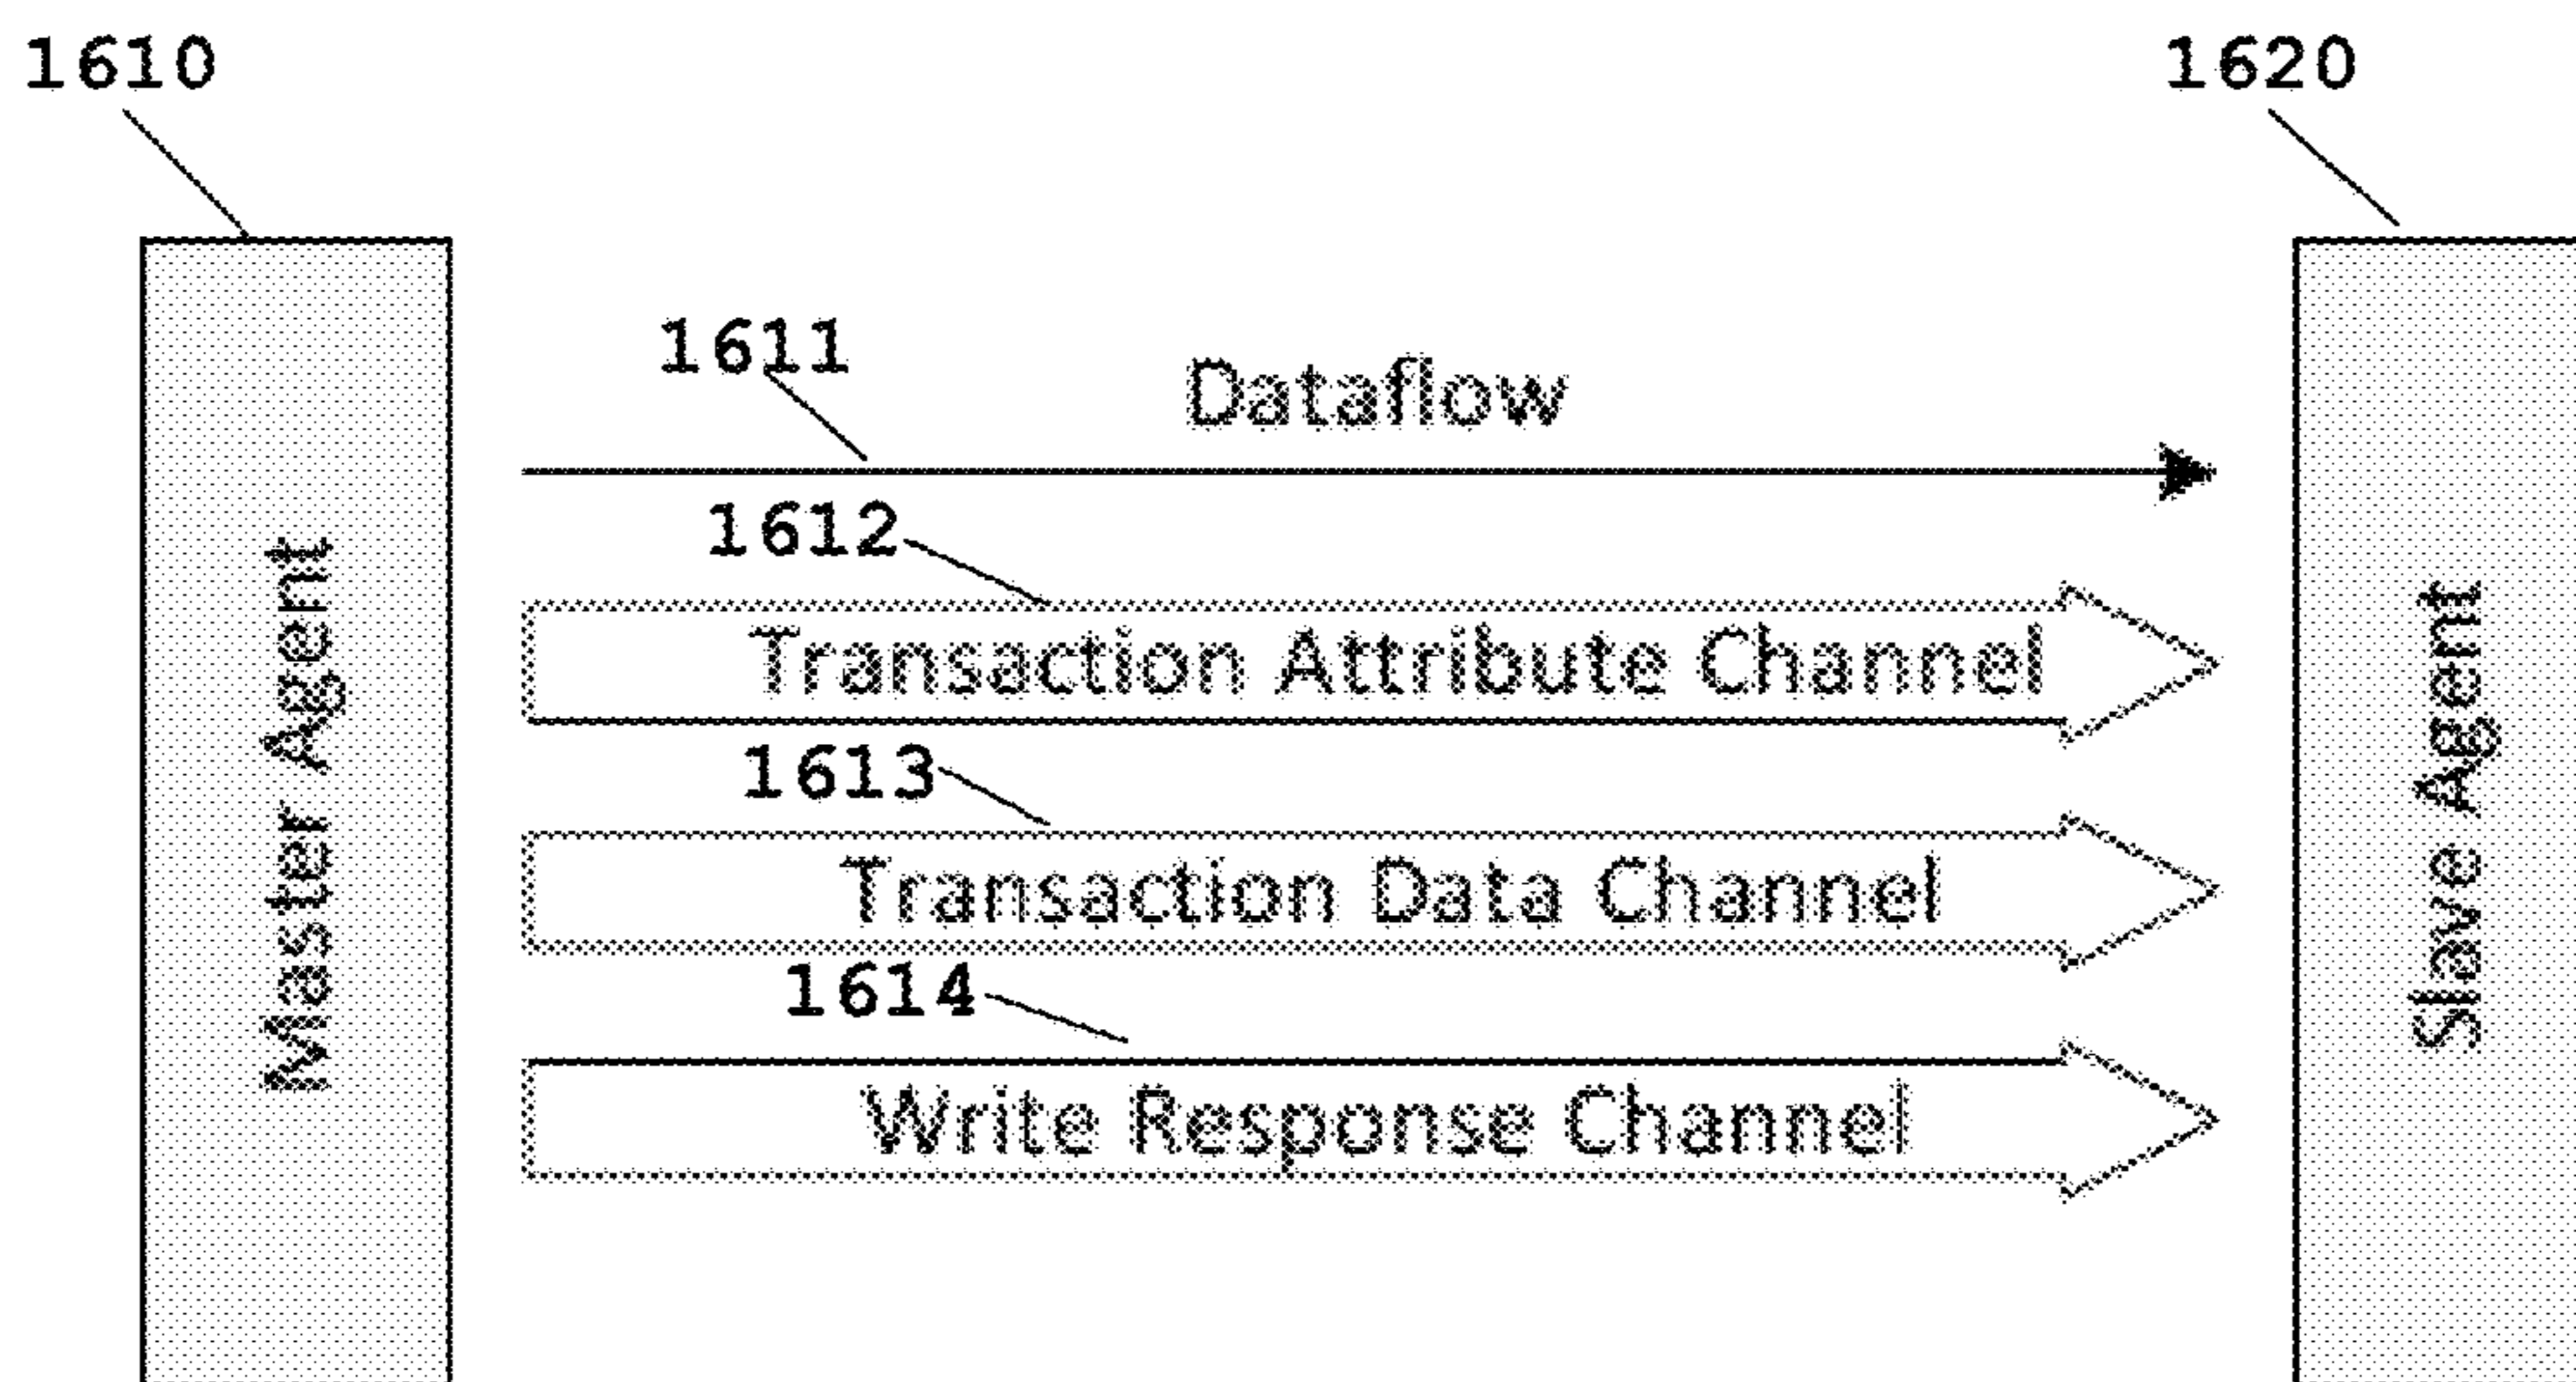 1610
1620
1611
Dataflow
1612
Transaction Attribute Channel
1613
Transaction Data Channel
1614
Write Response Channel
Master Agent
Slave Agent